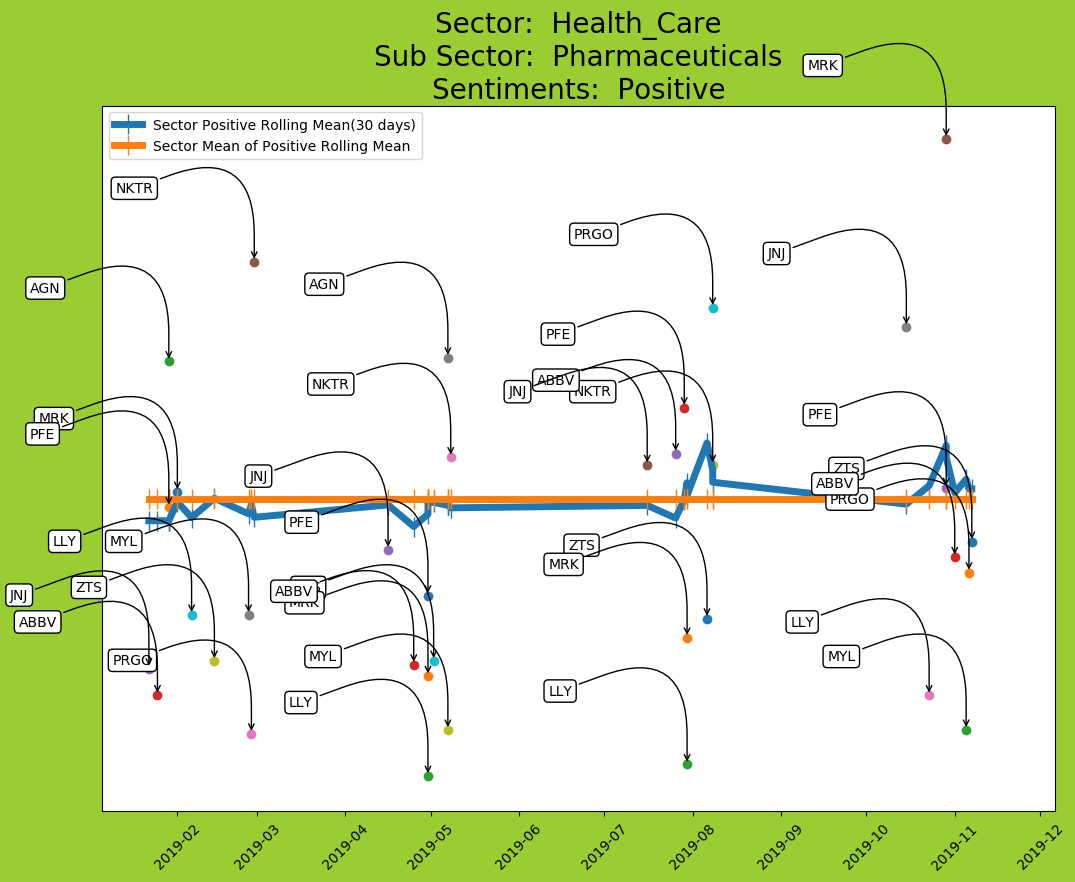 Sector:  Health_Care
Sub Sector:  Pharmaceuticals
Sentiments:  Positive
MRK
Sector Positive Rolling Mean(30 days)
Sector Mean of Positive Rolling Mean
NKTR
PRGO
JNJ
AGN
AGN
PFE
NKTR
JNJ
ABBV
NKTR
MRK
PFE
PFE
JNJ
ZTS
ABBV
PRGO
LLY
MYL
PFE
ZTS
MRK
JNJ
ZTS
ABBV
MRK
ABBV
LLY
PRGO
MYL
MYL
LLY
LLY
2019-02
2019-03
2019-04
2019-05
2019-06
2019-07
2019-08
2019-09
2019-10
2019-11
2019-12